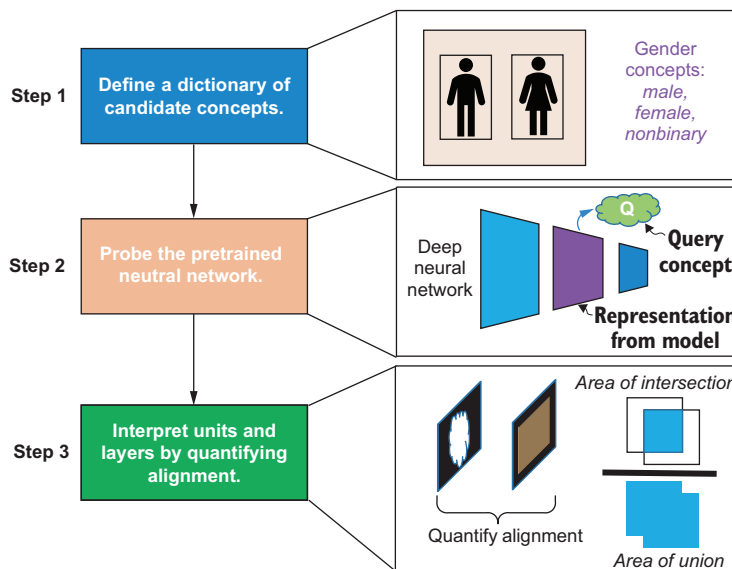 Step 1
Define a dictionary of
candidate concepts.
Gender
concepts:
male,
female,
nonbinary
Step 2
Probe the pretrained
neutral network.
Deep
neural
network
Q
Query
concept
Representation
from model
Step 3
Interpret units and
layers by quantifying
alignment.
Quantify alignment
Area of intersection
Area of union